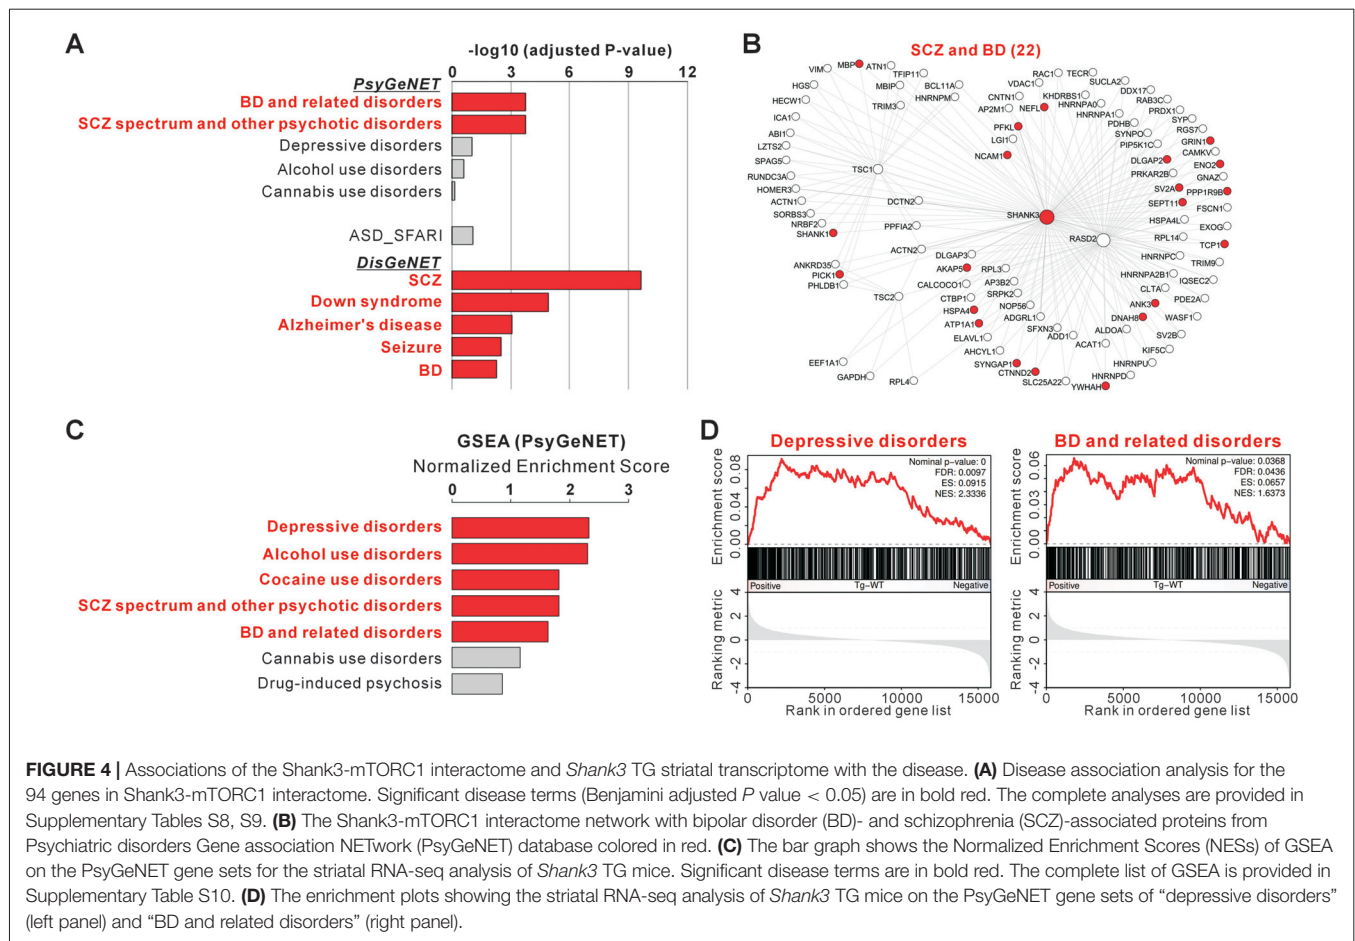 A
-log10 (adjusted P-value)
0 3 6 9 12
PsyGeNET
BD and related disorders
SCZ spectrum and other psychotic disorders
Depressive disorders
Alcohol use disorders
Cannabis use disorders
ASD_SFARI
DisGeNET
SCZ
Down syndrome
Alzheimer's disease
Seizure
BD
B
SCZ and BD (22)
VIM
MBP
ATN1
TFIP11
HGS
MBIP
BCL11A
HECW1
TRIM3
HNRNPM
ICA1
ABI1
LZTS2
SPAG5
TSC1
RUNDC3A
HOMER3
ACTN1
DCTN2
SORBS3
NRBF2
PPFIA2
SHANK1
ACTN2
ANKRD35
PICK1
PHLDB1
TSC2
EEF1A1
GAPDH
RPL4
RAC1
TECR
VDAC1
SUCLA2
CNTN1
KHDRBS1
DDX17
AP2M1
NEFL
HNRNPA0
RAB3C
HNRNPA1
PRDX1
PFKL
PDHB
SYP
LGI1
SYNPO
RGS7
NCAM1
PIP5K1C
GRIN1
DLGAP2
CAMKV
PRKAR2B
ENO2
GNAZ
SV2A
PPP1R9B
SEPT11
FSCN1
SHANK3
HSPA4L
EXOG
RASD2
RPL14
TCP1
DLGAP3
HNRNPC
TRIM9
AKAP5
RPL3
HNRNPA2B1
IQSEC2
CALCOCO1
AP3B2
CLTA
CTBP1
SRPK2
PDE2A
HSPA4
NOP56
ANK3
ATP1A1
ADGRL1
DNAH8
WASF1
ELAVL1
SFXN3
ALDOA
SV2B
ADD1
AHCYL1
ACAT1
KIF5C
SYNGAP1
HNRNPU
CTNND2
HNRNPD
SLC25A22
YWHAH
C
GSEA (PsyGeNET)
Normalized Enrichment Score
0 1 2 3
Depressive disorders
Alcohol use disorders
Cocaine use disorders
SCZ spectrum and other psychotic disorders
BD and related disorders
Cannabis use disorders
Drug-induced psychosis
D
Depressive disorders
Enrichment score
0.08
0.04
0.00
Nominal p-value: 0
FDR: 0.0097
ES: 0.0915
NES: 2.3336
Positive Tg-WT Negative
Ranking metric
4
2
0
-2
-4
0 5000 10000 15000
Rank in ordered gene list
BD and related disorders
Enrichment score
0.06
0.03
0.00
Nominal p-value: 0.0368
FDR: 0.0436
ES: 0.0657
NES: 1.6373
Positive Tg-WT Negative
Ranking metric
4
2
0
-2
-4
0 5000 10000 15000
Rank in ordered gene list
FIGURE 4 | Associations of the Shank3-mTORC1 interactome and Shank3 TG striatal transcriptome with the disease. (A) Disease association analysis for the
94 genes in Shank3-mTORC1 interactome. Significant disease terms (Benjamini adjusted P value < 0.05) are in bold red. The complete analyses are provided in
Supplementary Tables S8, S9. (B) The Shank3-mTORC1 interactome network with bipolar disorder (BD)- and schizophrenia (SCZ)-associated proteins from
Psychiatric disorders Gene association NETwork (PsyGeNET) database colored in red. (C) The bar graph shows the Normalized Enrichment Scores (NESs) of GSEA
on the PsyGeNET gene sets for the striatal RNA-seq analysis of Shank3 TG mice. Significant disease terms are in bold red. The complete list of GSEA is provided in
Supplementary Table S10. (D) The enrichment plots showing the striatal RNA-seq analysis of Shank3 TG mice on the PsyGeNET gene sets of “depressive disorders”
(left panel) and “BD and related disorders” (right panel).